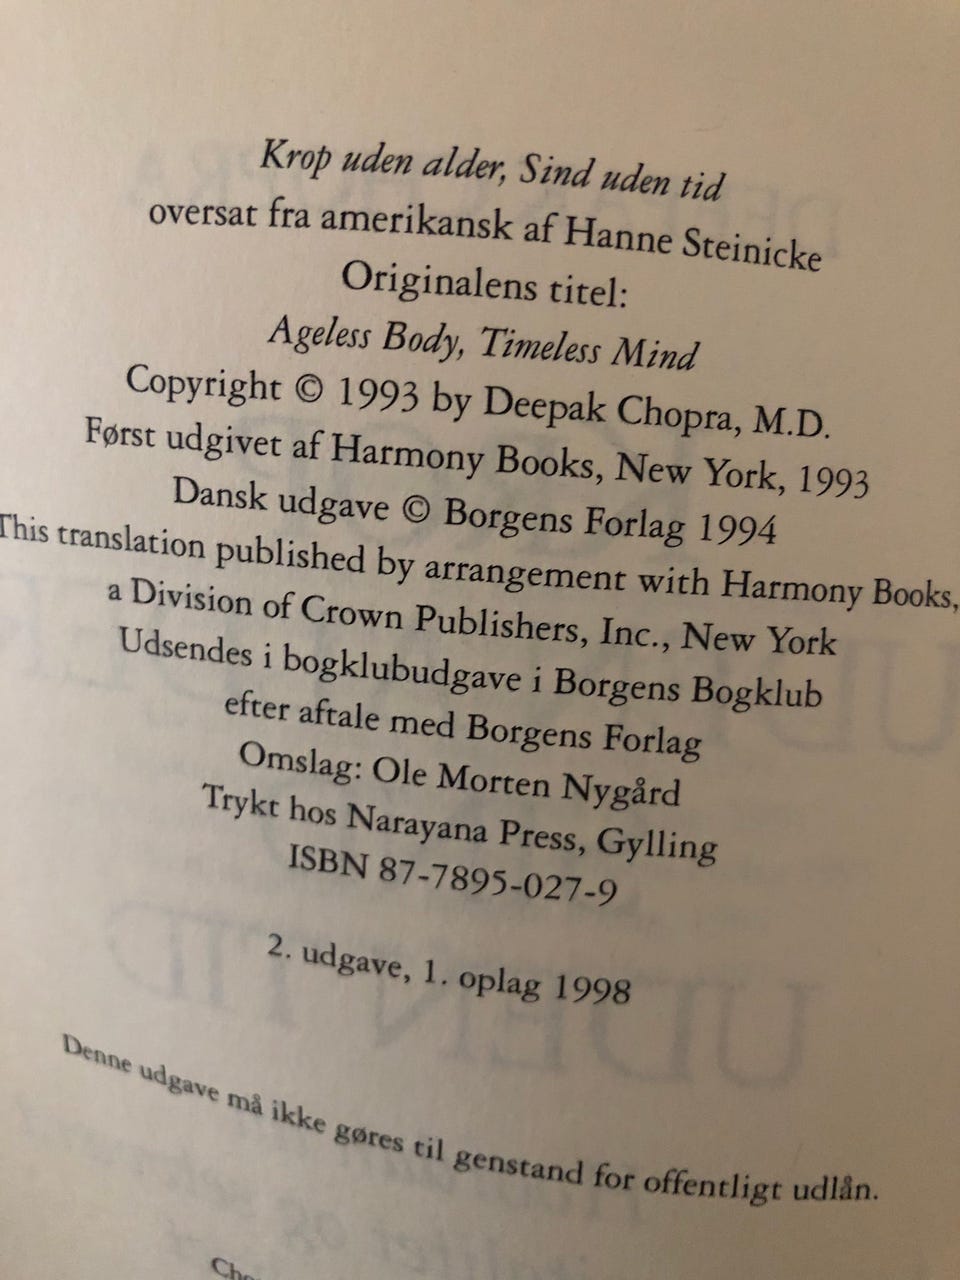 Krop uden alder, Sind uden tid
oversat fra amerikansk af Hanne Steinicke
Originalens titel:
Ageless Body, Timeless Mind
Copyright © 1993 by Deepak Chopra, M.D.
Først udgivet af Harmony Books, New York, 1993
Dansk udgave © Borgens Forlag 1994
This translation published by arrangement with Harmony Books,
a Division of Crown Publishers, Inc., New York
Udsendes i bogklubudgave i Borgens Bogklub
efter aftale med Borgens Forlag
Omslag: Ole Morten Nygård
Trykt hos Narayana Press, Gylling
ISBN 87-7895-027-9
2. udgave, 1. oplag 1998
Denne udgave må ikke gøres til genstand for offentligt udlån.